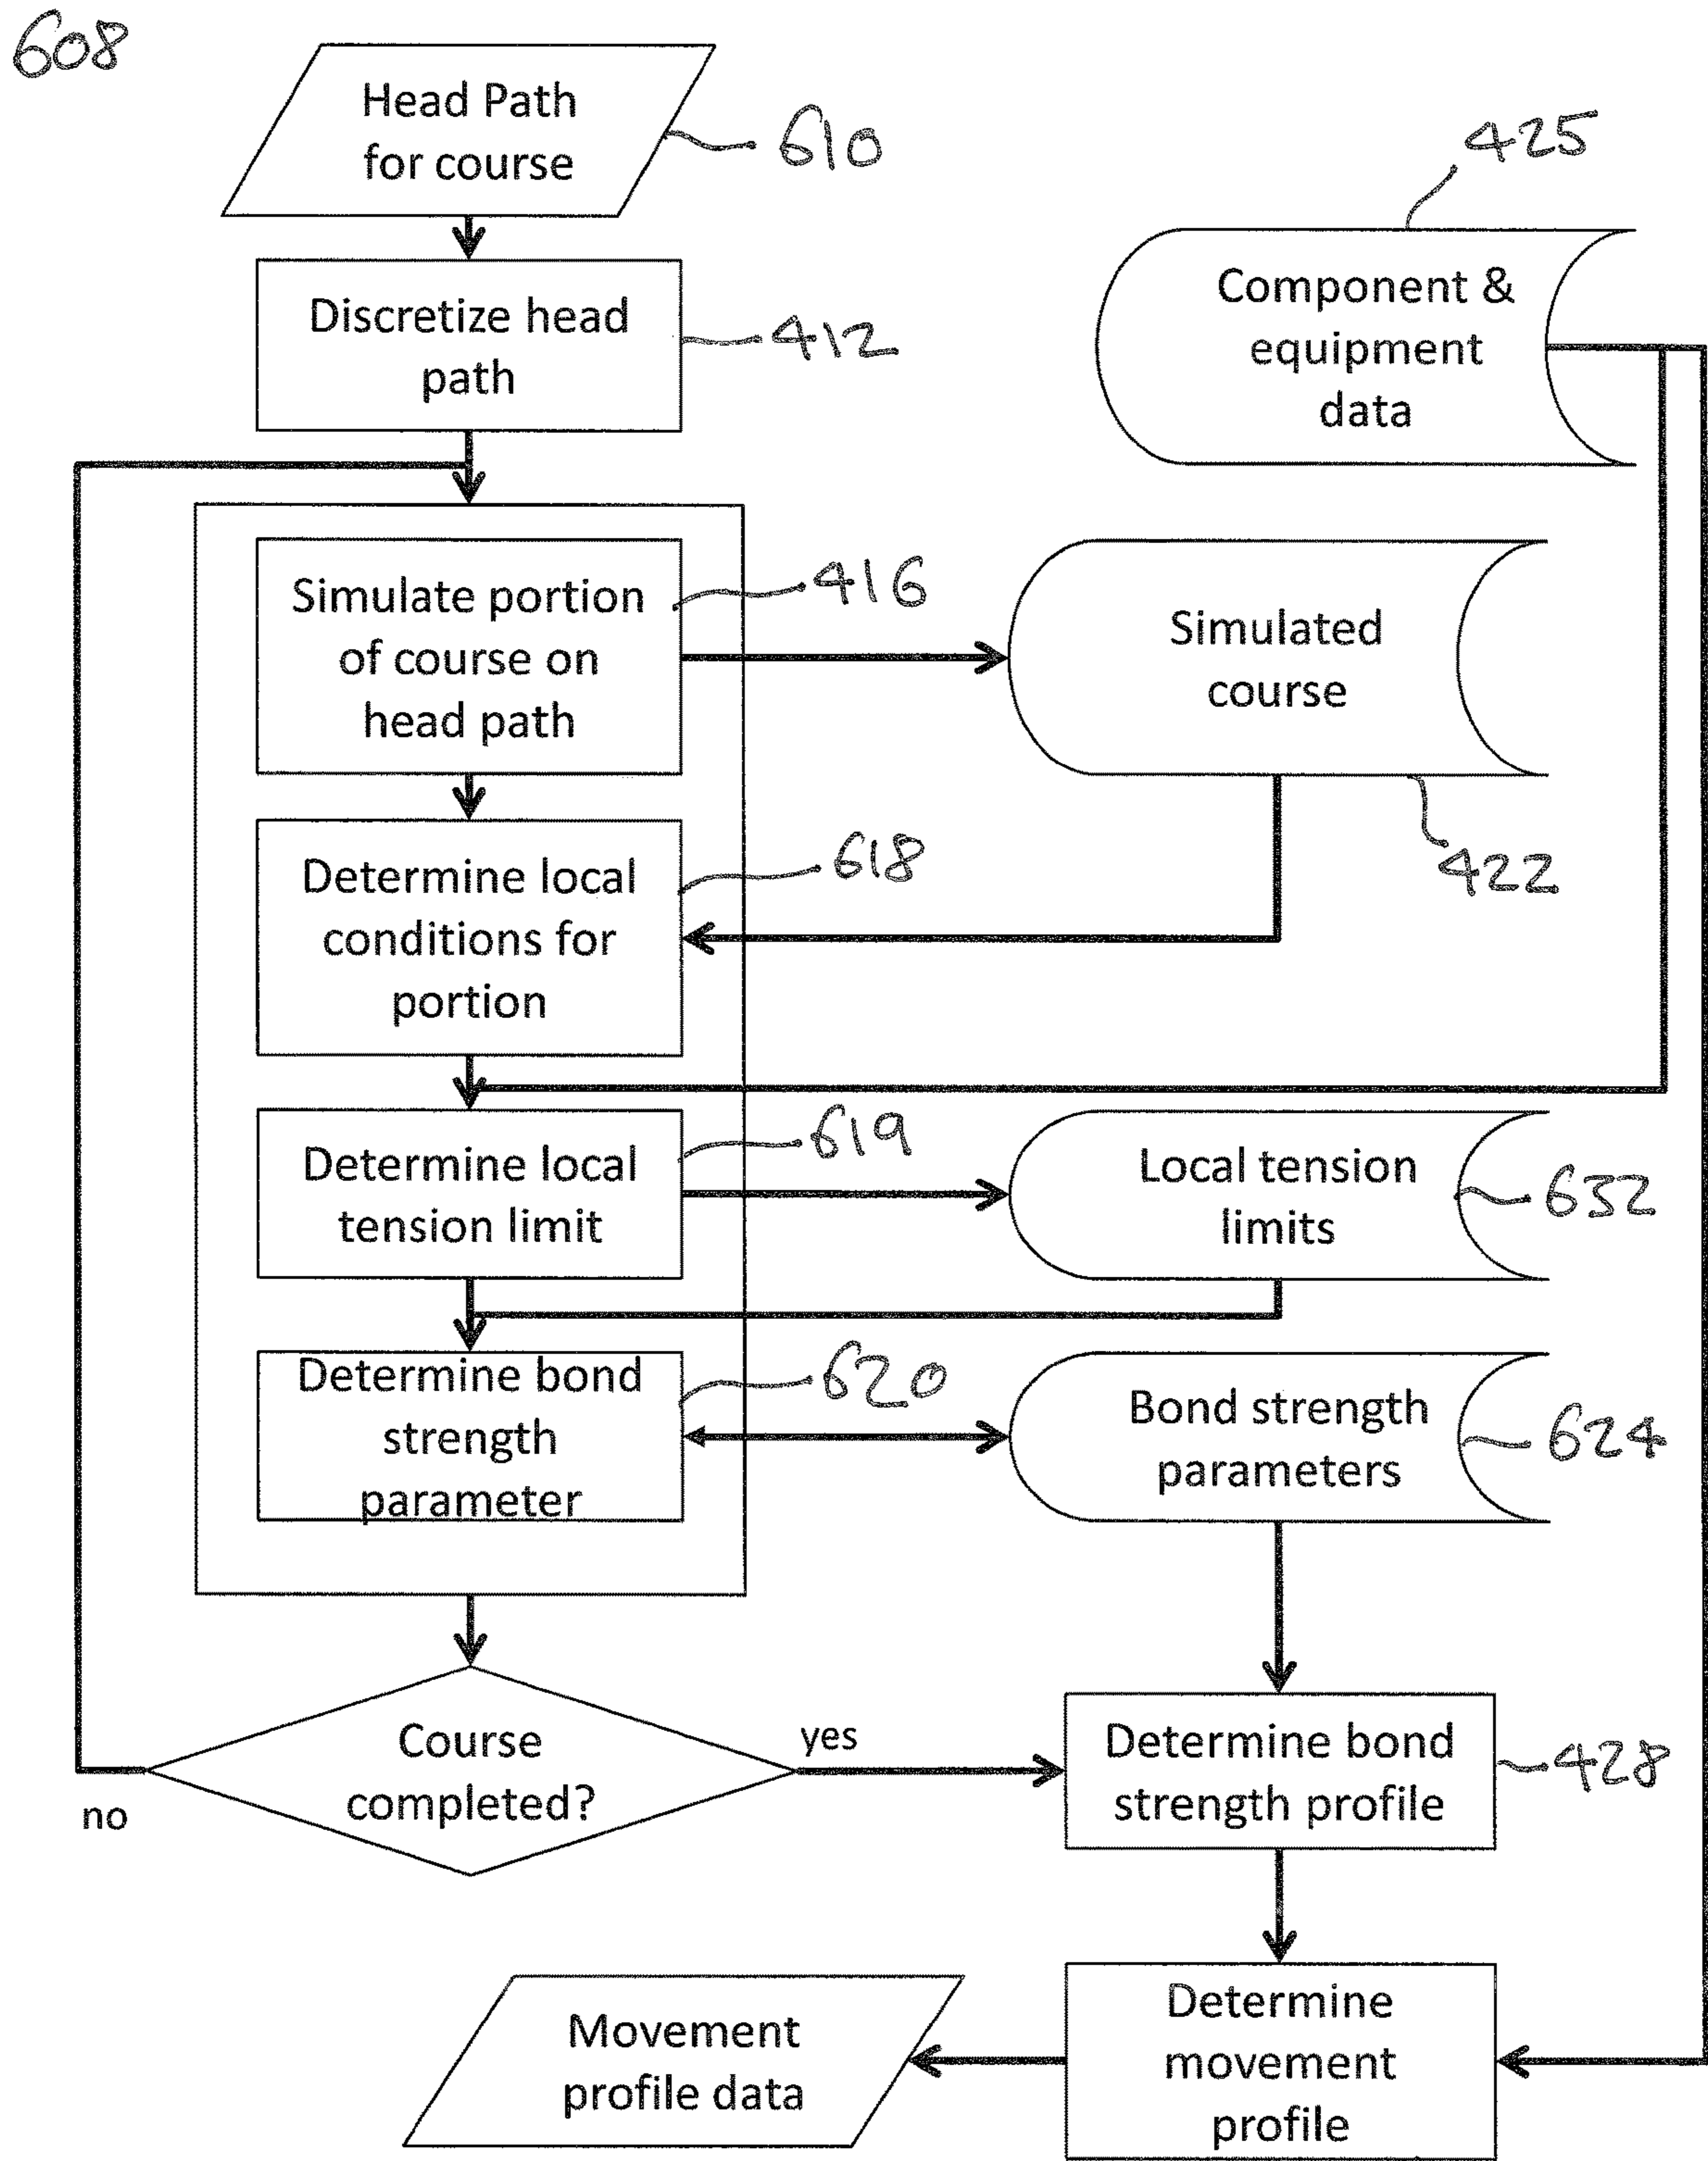 608
Head Path
for course
610
425
Component &
equipment
data
Discretize head
path
412
Simulate portion
of course on
head path
416
Simulated
course
422
Determine local
conditions for
portion
618
Determine local
tension limit
619
Local tension
limits
632
Determine bond
strength
parameter
620
Bond strength
parameters
624
Course
completed?
yes
no
Determine bond
strength profile
428
Determine
movement
profile
Movement
profile data